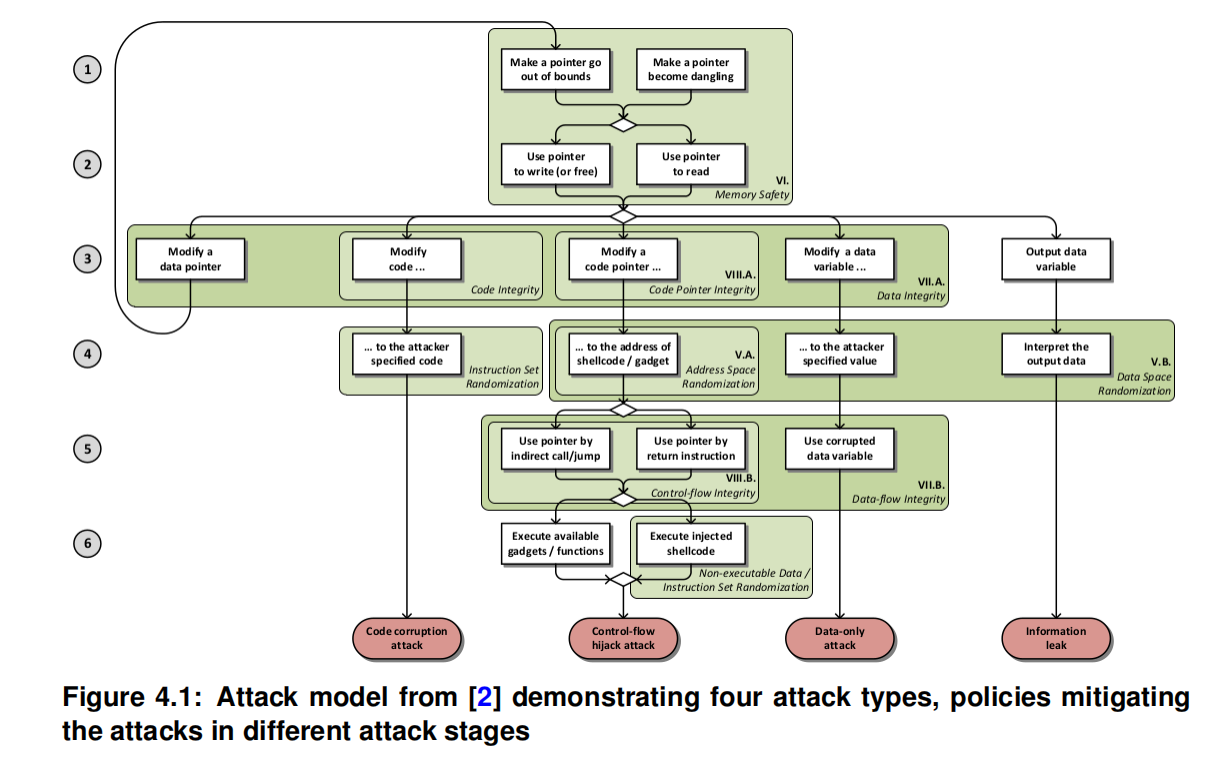 1
Make a pointer go
out of bounds
Make a pointer
become dangling
2
Use pointer
to write (or free)
Use pointer
to read
VI.
Memory Safety
3
Modify a
data pointer
Modify
code ...
Code Integrity
Modify a
code pointer ...
VIII.A.
Code Pointer Integrity
Modify a data
variable ...
VII.A.
Data Integrity
Output data
variable
4
... to the attacker
specified code
Instruction Set
Randomization
... to the address of
shellcode / gadget
V.A.
Address Space
Randomization
... to the attacker
specified value
Interpret the
output data
V.B.
Data Space
Randomization
5
Use pointer by
indirect call/jump
Use pointer by
return instruction
VIII.B.
Control-flow Integrity
Use corrupted
data variable
VII.B.
Data-flow Integrity
6
Execute available
gadgets / functions
Execute injected
shellcode
Non-executable Data /
Instruction Set Randomization
Code corruption
attack
Control-flow
hijack attack
Data-only
attack
Information
leak
Figure 4.1: Attack model from [2] demonstrating four attack types, policies mitigating
the attacks in different attack stages